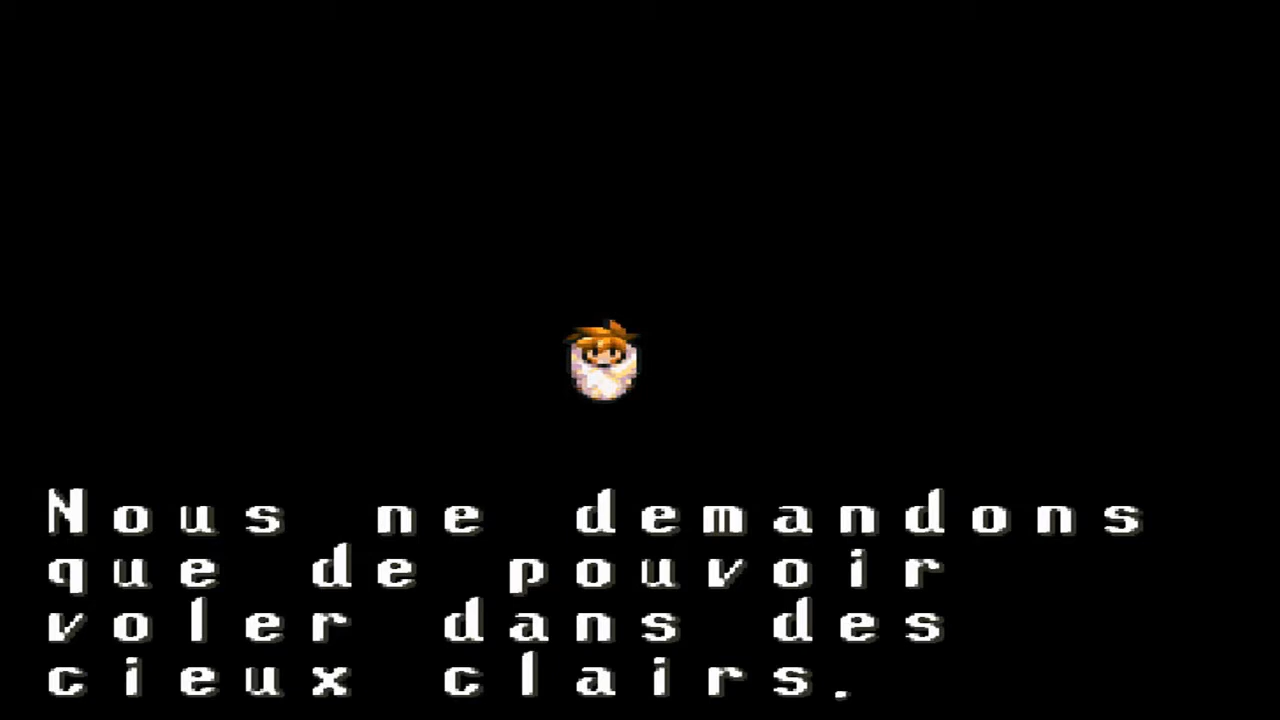 Nous ne demandons
que de pouvoir
voler dans des
cieux clairs.